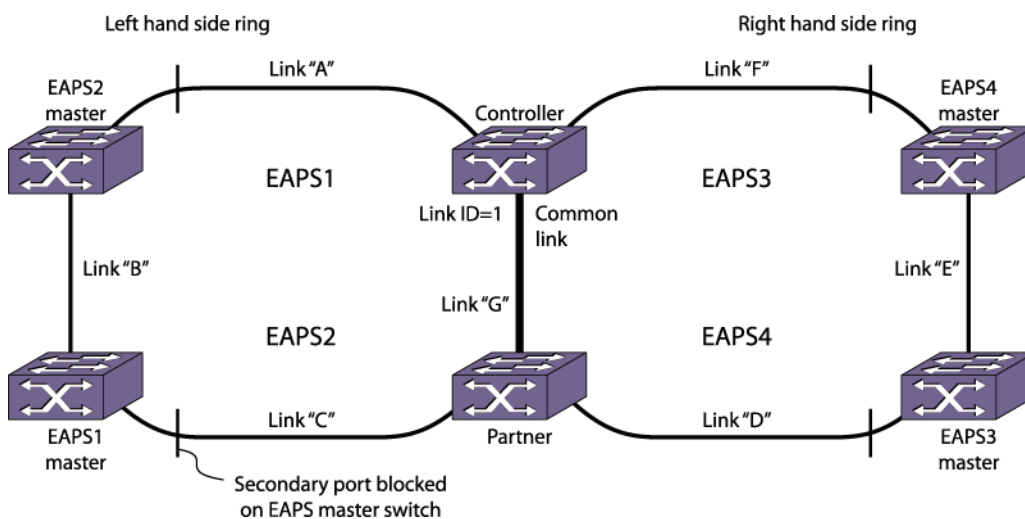 Left hand side ring
Right hand side ring
Link “A”
Link “F”
EAPS2
master
Controller
EAPS4
master
EAPS1
EAPS3
Link ID=1
Common
link
Link “B”
Link “E”
Link “G”
EAPS2
EAPS4
Link “C”
Link “D”
EAPS1
master
Partner
EAPS3
master
Secondary port blocked
on EAPS master switch